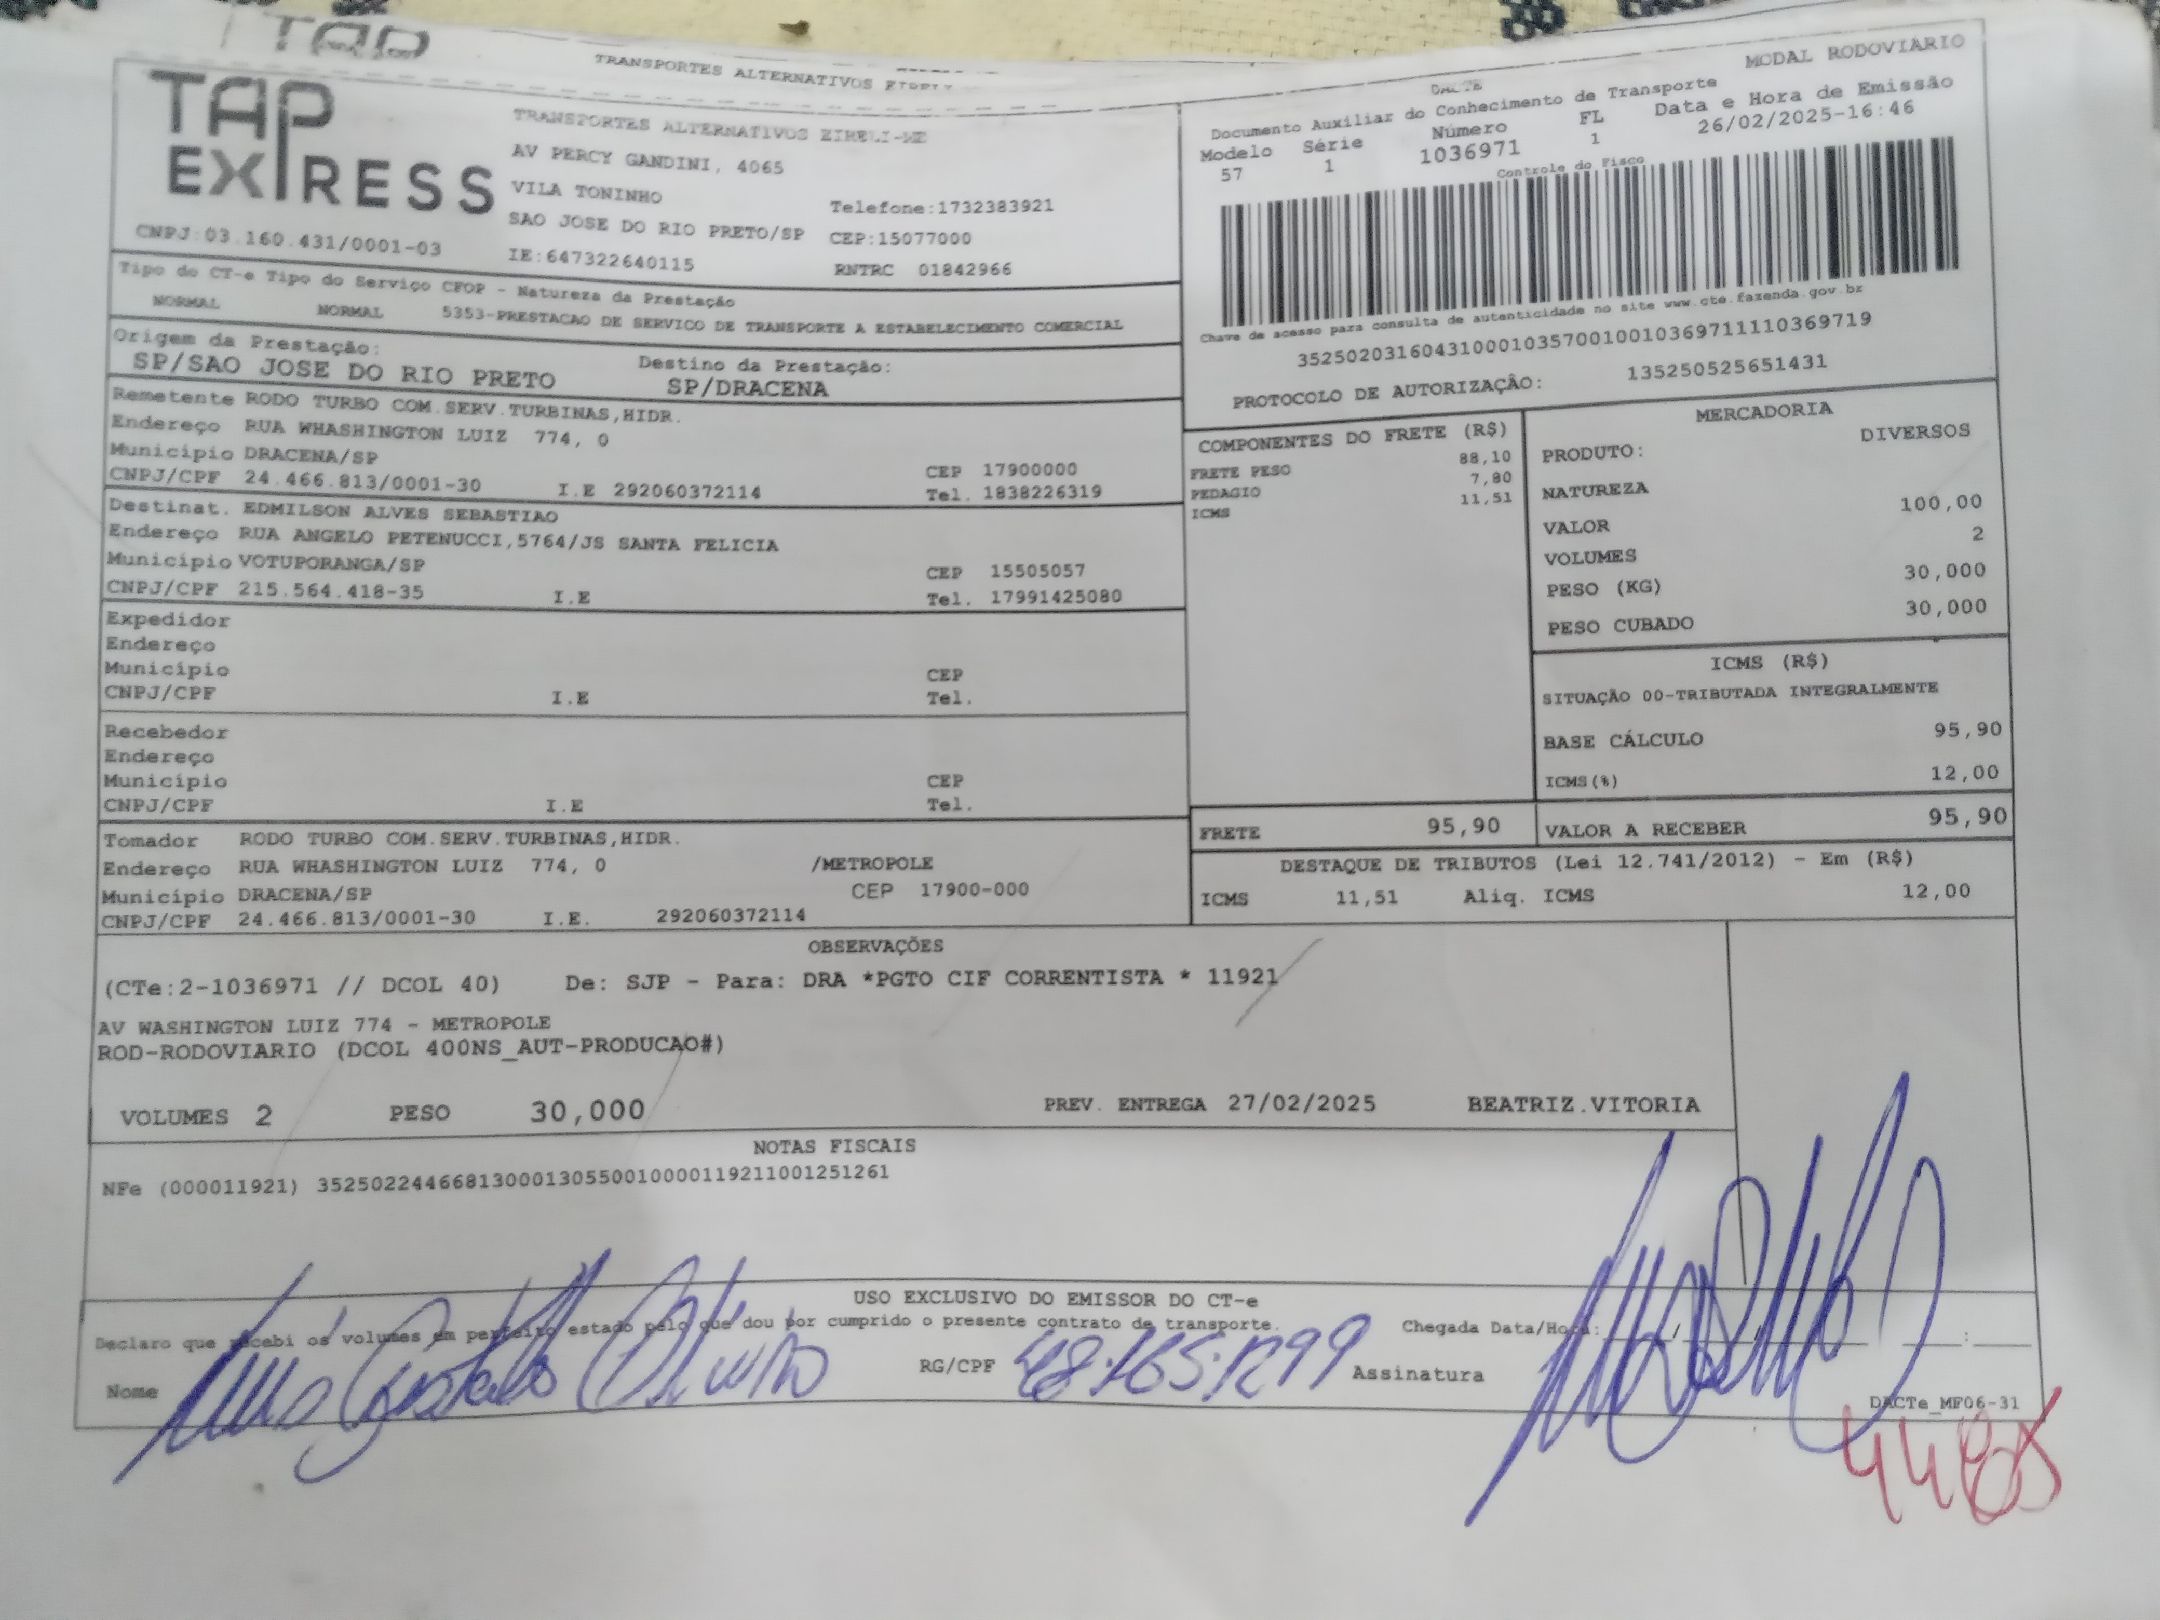 TAP
TRANSPORTES ALTERNATIVOS EIRELI
MODAL RODOVIARIO
TAP
EXPRESS
TRANSPORTES ALTERNATIVOS EIRELI-ME
AV PERCY GANDINI, 4065
VILA TONINHO
Telefone:1732383921
SAO JOSE DO RIO PRETO/SP CEP:15077000
CNPJ:03.160.431/0001-03
IE:647322640115
RNTRC 01842966
DACTE
Documento Auxiliar do Conhecimento de Transporte
Modelo Série Número FL Data e Hora de Emissão
57 1 1036971 1 26/02/2025-16:46
Controle do Fisco
Chave de acesso para consulta de autenticidade no site www.cte.fazenda.gov.br
35250203160431000103570010010369711110369719
PROTOCOLO DE AUTORIZAÇÃO: 135250525651431
Tipo do CT-e Tipo do Serviço CFOP - Natureza da Prestação
NORMAL NORMAL 5353-PRESTACAO DE SERVICO DE TRANSPORTE A ESTABELECIMENTO COMERCIAL
Origem da Prestação: Destino da Prestação:
SP/SAO JOSE DO RIO PRETO SP/DRACENA
Remetente RODO TURBO COM.SERV.TURBINAS,HIDR.
Endereço RUA WHASHINGTON LUIZ 774, 0
Município DRACENA/SP CEP 17900000
CNPJ/CPF 24.466.813/0001-30 I.E 292060372114 Tel. 1838226319
Destinat. EDMILSON ALVES SEBASTIAO
Endereço RUA ANGELO PETENUCCI,5764/JS SANTA FELICIA
Município VOTUPORANGA/SP CEP 15505057
CNPJ/CPF 215.564.418-35 I.E Tel. 17991425080
Expedidor
Endereço
Município CEP
CNPJ/CPF I.E Tel.
Recebedor
Endereço
Município CEP
CNPJ/CPF I.E Tel.
Tomador RODO TURBO COM.SERV.TURBINAS,HIDR.
Endereço RUA WHASHINGTON LUIZ 774, 0 /METROPOLE
Município DRACENA/SP CEP 17900-000
CNPJ/CPF 24.466.813/0001-30 I.E. 292060372114
COMPONENTES DO FRETE (R$)
FRETE PESO 88,10
PEDAGIO 7,80
ICMS 11,51
MERCADORIA
PRODUTO: DIVERSOS
NATUREZA
VALOR 100,00
VOLUMES 2
PESO (KG) 30,000
PESO CUBADO 30,000
ICMS (R$)
SITUAÇÃO 00-TRIBUTADA INTEGRALMENTE
BASE CÁLCULO 95,90
ICMS(%) 12,00
FRETE 95,90 VALOR A RECEBER 95,90
DESTAQUE DE TRIBUTOS (Lei 12.741/2012) - Em (R$)
ICMS 11,51 Aliq. ICMS 12,00
OBSERVAÇÕES
(CTe:2-1036971 // DCOL 40) De: SJP - Para: DRA *PGTO CIF CORRENTISTA * 11921
AV WASHINGTON LUIZ 774 - METROPOLE
ROD-RODOVIARIO (DCOL 400NS_AUT-PRODUCAO#)
VOLUMES 2 PESO 30,000 PREV. ENTREGA 27/02/2025 BEATRIZ.VITORIA
NOTAS FISCAIS
NFe (000011921) 35250224466813000130550010000119211001251261
USO EXCLUSIVO DO EMISSOR DO CT-e
Declaro que recebi os volumes em perfeito estado pelo que dou por cumprido o presente contrato de transporte. Chegada Data/Hora: / / :
Nome RG/CPF Assinatura
DACTe_MF06-31